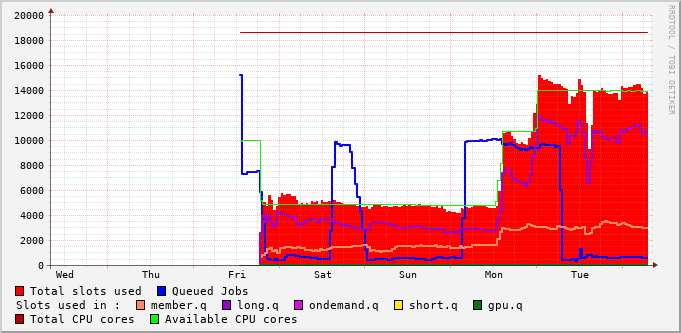 20000
18000
16000
14000
12000
10000
8000
6000
4000
2000
0
Wed Thu Fri Sat Sun Mon Tue
Total slots used Queued Jobs
Slots used in : member.q long.q ondemand.q short.q gpu.q
Total CPU cores Available CPU cores
RRDTOOL / TOBI OETIKER